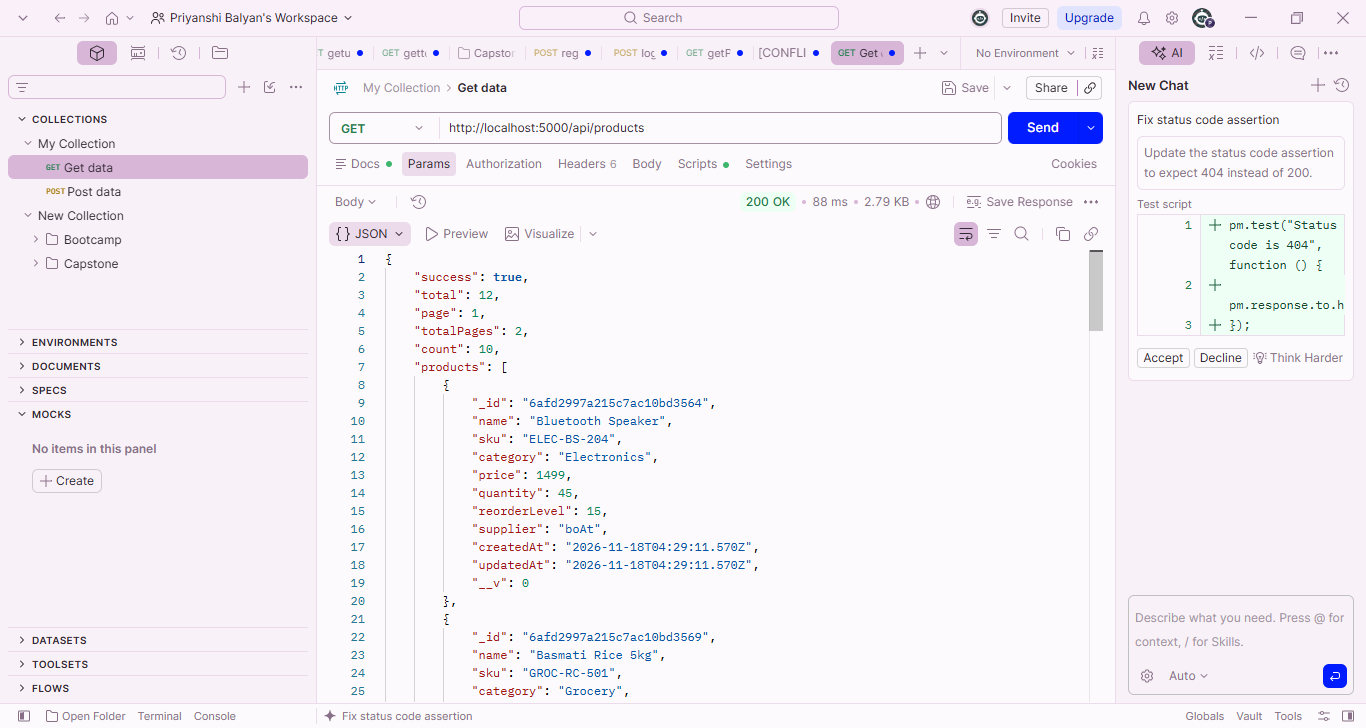 Priyanshi Balyan's Workspace
Search
Invite
Upgrade
GET getu
GET gett
Capsto
POST reg
POST log
GET getF
[CONFLI
GET Get
No Environment
AI
COLLECTIONS
My Collection
GET Get data
POST Post data
New Collection
Bootcamp
Capstone
ENVIRONMENTS
DOCUMENTS
SPECS
MOCKS
No items in this panel
Create
DATASETS
TOOLSETS
FLOWS
HTTP My Collection > Get data
Save
Share
GET http://localhost:5000/api/products
Send
Docs Params Authorization Headers 6 Body Scripts Settings
Cookies
Body
200 OK • 88 ms • 2.79 KB •
e.g. Save Response
{ } JSON Preview Visualize
1 {
2 "success": true,
3 "total": 12,
4 "page": 1,
5 "totalPages": 2,
6 "count": 10,
7 "products": [
8 {
9 "_id": "6afd2997a215c7ac10bd3564",
10 "name": "Bluetooth Speaker",
11 "sku": "ELEC-BS-204",
12 "category": "Electronics",
13 "price": 1499,
14 "quantity": 45,
15 "reorderLevel": 15,
16 "supplier": "boAt",
17 "createdAt": "2026-11-18T04:29:11.570Z",
18 "updatedAt": "2026-11-18T04:29:11.570Z",
19 "__v": 0
20 },
21 {
22 "_id": "6afd2997a215c7ac10bd3569",
23 "name": "Basmati Rice 5kg",
24 "sku": "GROC-RC-501",
25 "category": "Grocery",
New Chat
Fix status code assertion
Update the status code assertion
to expect 404 instead of 200.
Test script
1 + pm.test("Status
code is 404",
function () {
2 +
pm.response.to.h
3 + });
Accept
Decline
Think Harder
Describe what you need. Press @ for
context, / for Skills.
Auto
Open Folder
Terminal
Console
Fix status code assertion
Globals
Vault
Tools